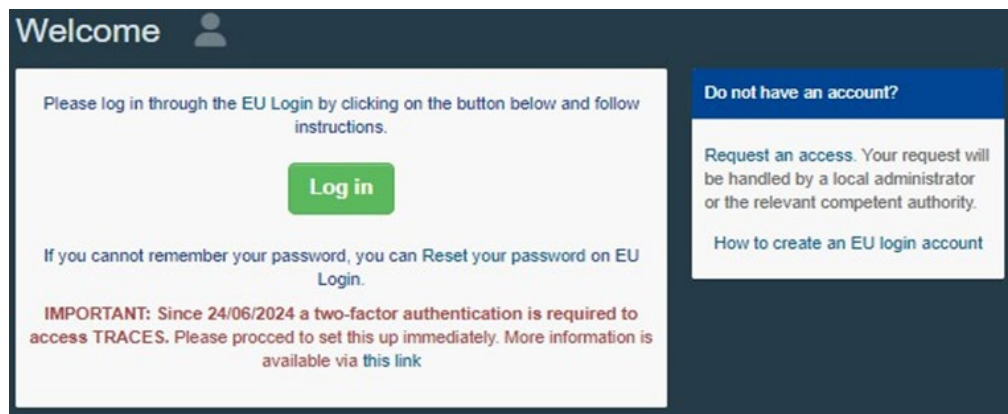 Welcome
Please log in through the EU Login by clicking on the button below and follow
instructions.
Log in
If you cannot remember your password, you can Reset your password on EU
Login.
IMPORTANT: Since 24/06/2024 a two-factor authentication is required to
access TRACES. Please procced to set this up immediately. More information is
available via this link
Do not have an account?
Request an access. Your request will
be handled by a local administrator
or the relevant competent authority.
How to create an EU login account